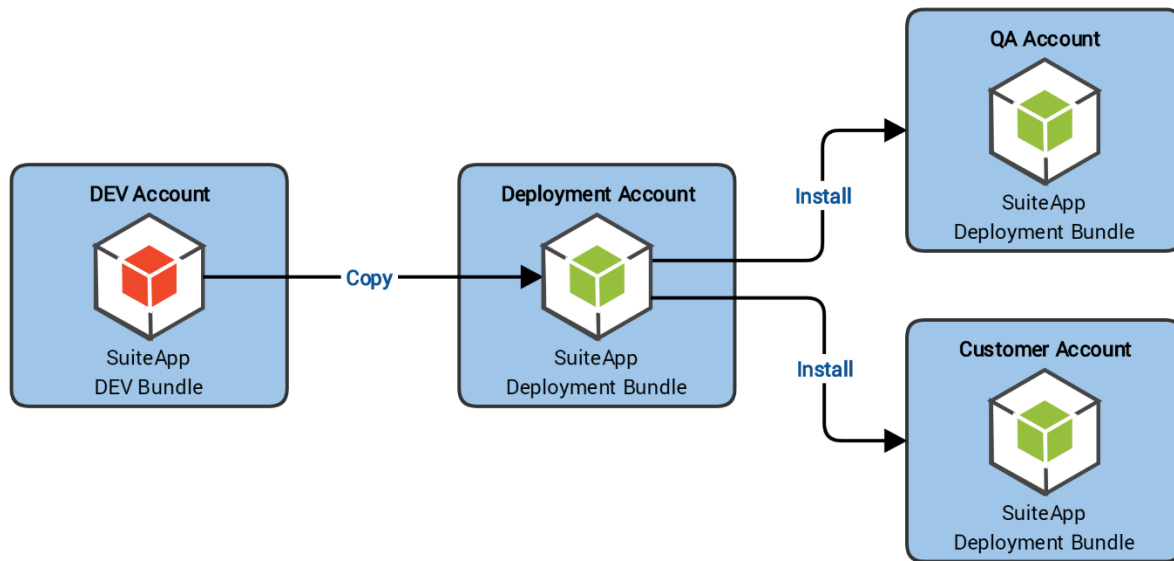 DEV Account
SuiteApp
DEV Bundle
Copy
Deployment Account
SuiteApp
Deployment Bundle
Install
Install
QA Account
SuiteApp
Deployment Bundle
Customer Account
SuiteApp
Deployment Bundle